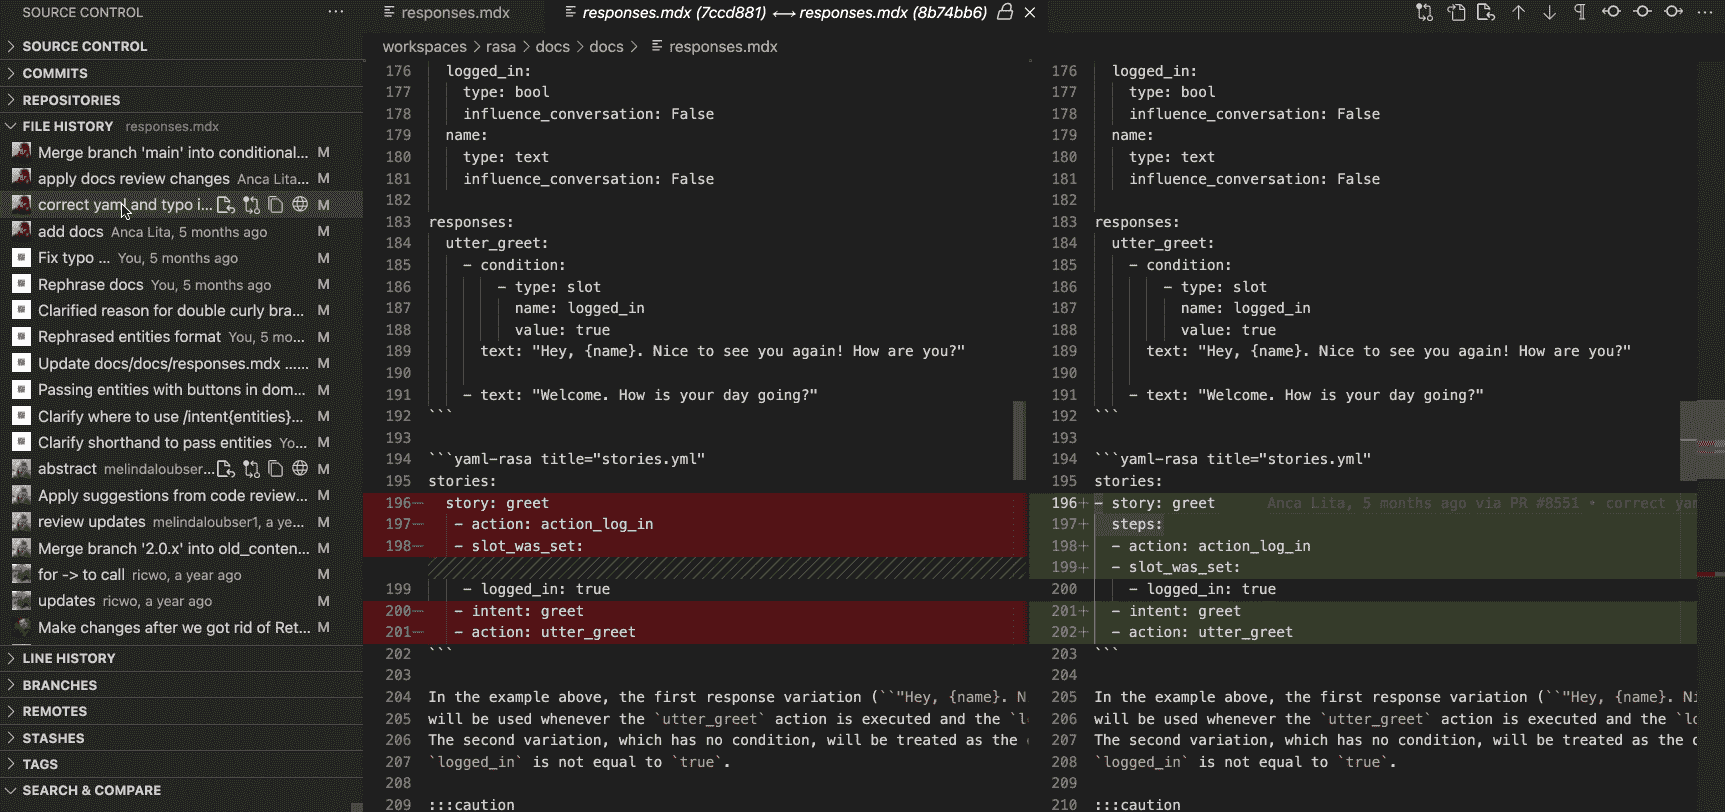 SOURCE CONTROL
SOURCE CONTROL
COMMITS
REPOSITORIES
FILE HISTORY responses.mdx
Merge branch 'main' into conditional... M
apply docs review changes Anca Lita... M
correct yaml and typo i... M
add docs Anca Lita, 5 months ago M
Fix typo ... You, 5 months ago M
Rephrase docs You, 5 months ago M
Clarified reason for double curly bra... M
Rephrased entities format You, 5 mo... M
Update docs/docs/responses.mdx ...... M
Passing entities with buttons in dom... M
Clarify where to use /intent{entities}... M
Clarify shorthand to pass entities Yo... M
abstract melindaloubser... M
Apply suggestions from code review... M
review updates melindaloubser1, a ye... M
Merge branch '2.0.x' into old_conten... M
for -> to call ricwo, a year ago M
updates ricwo, a year ago M
Make changes after we got rid of Ret... M
LINE HISTORY
BRANCHES
REMOTES
STASHES
TAGS
SEARCH & COMPARE
responses.mdx
responses.mdx (7ccd881) ⟷ responses.mdx (8b74bb6)
workspaces > rasa > docs > docs > responses.mdx
176 logged_in:
177 type: bool
178 influence_conversation: False
179 name:
180 type: text
181 influence_conversation: False
182
183 responses:
184 utter_greet:
185 - condition:
186 - type: slot
187 name: logged_in
188 value: true
189 text: "Hey, {name}. Nice to see you again! How are you?"
190
191 - text: "Welcome. How is your day going?"
192 ```
193
194 ```yaml-rasa title="stories.yml"
195 stories:
196− story: greet
197− - action: action_log_in
198− - slot_was_set:
199 - logged_in: true
200− - intent: greet
201− - action: utter_greet
202 ```
203
204 In the example above, the first response variation (``"Hey, {name}. N
205 will be used whenever the `utter_greet` action is executed and the `l
206 The second variation, which has no condition, will be treated as the
207 `logged_in` is not equal to `true`.
208
209 :::caution
176 logged_in:
177 type: bool
178 influence_conversation: False
179 name:
180 type: text
181 influence_conversation: False
182
183 responses:
184 utter_greet:
185 - condition:
186 - type: slot
187 name: logged_in
188 value: true
189 text: "Hey, {name}. Nice to see you again! How are you?"
190
191 - text: "Welcome. How is your day going?"
192 ```
193
194 ```yaml-rasa title="stories.yml"
195 stories:
196+ - story: greet Anca Lita, 5 months ago via PR #8551 • correct yam
197+ steps:
198+ - action: action_log_in
199+ - slot_was_set:
200 - logged_in: true
201+ - intent: greet
202+ - action: utter_greet
203 ```
204
205 In the example above, the first response variation (``"Hey, {name}. Ni
206 will be used whenever the `utter_greet` action is executed and the `lo
207 The second variation, which has no condition, will be treated as the d
208 `logged_in` is not equal to `true`.
209
210 :::caution